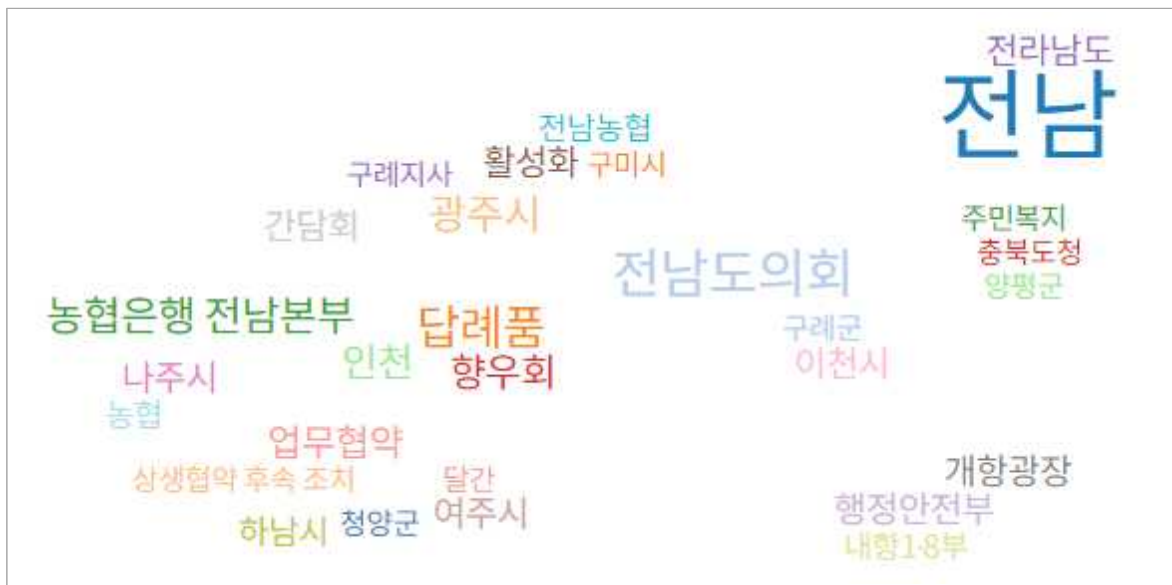 전라남도
전남
전남농협
활성화 구미시
구례지사
광주시
간담회
주민복지
충북도청
양평군
전남도의회
농협은행 전남본부
답례품
구례군
인천
향우회
이천시
나주시
농협
업무협약
개항광장
상생협약 후속 조치
달간
행정안전부
여주시
하남시
청양군
내항1·8부